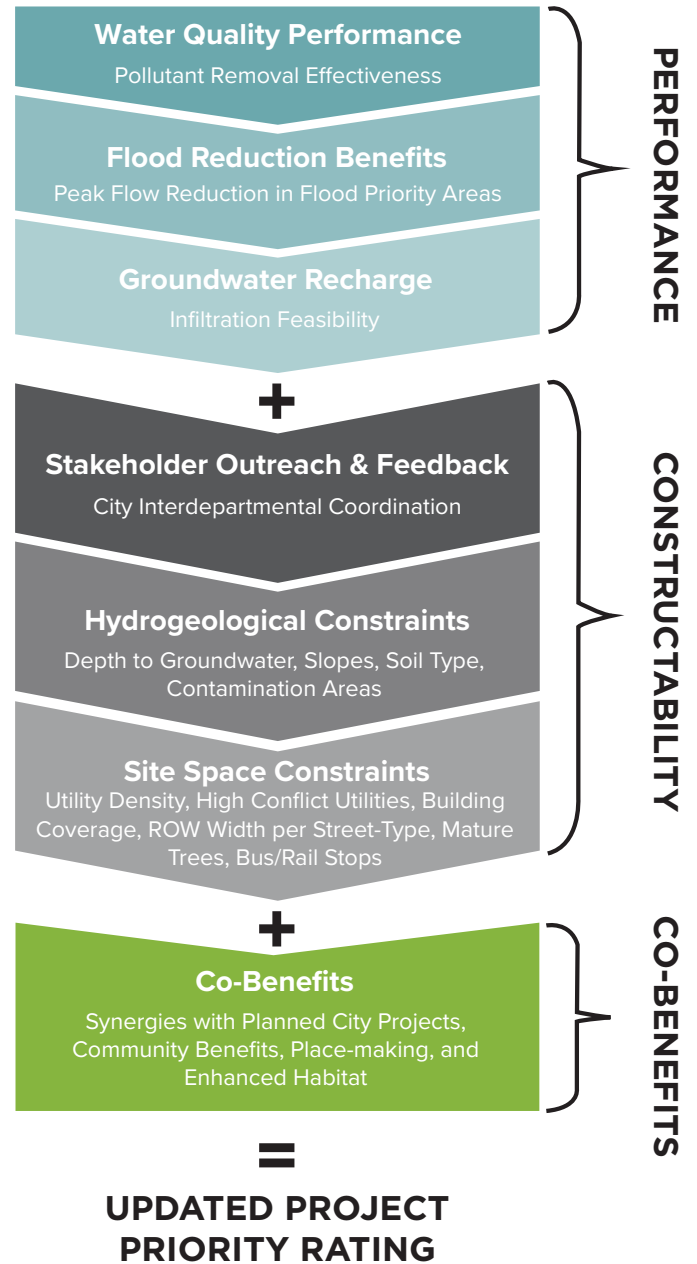 Water Quality Performance
Pollutant Removal Effectiveness
Flood Reduction Benefits
Peak Flow Reduction in Flood Priority Areas
Groundwater Recharge
Infiltration Feasibility
PERFORMANCE
+
Stakeholder Outreach & Feedback
City Interdepartmental Coordination
Hydrogeological Constraints
Depth to Groundwater, Slopes, Soil Type,
Contamination Areas
Site Space Constraints
Utility Density, High Conflict Utilities, Building
Coverage, ROW Width per Street-Type, Mature
Trees, Bus/Rail Stops
CONSTRUCTABILITY
+
Co-Benefits
Synergies with Planned City Projects,
Community Benefits, Place-making, and
Enhanced Habitat
CO-BENEFITS
=
UPDATED PROJECT
PRIORITY RATING